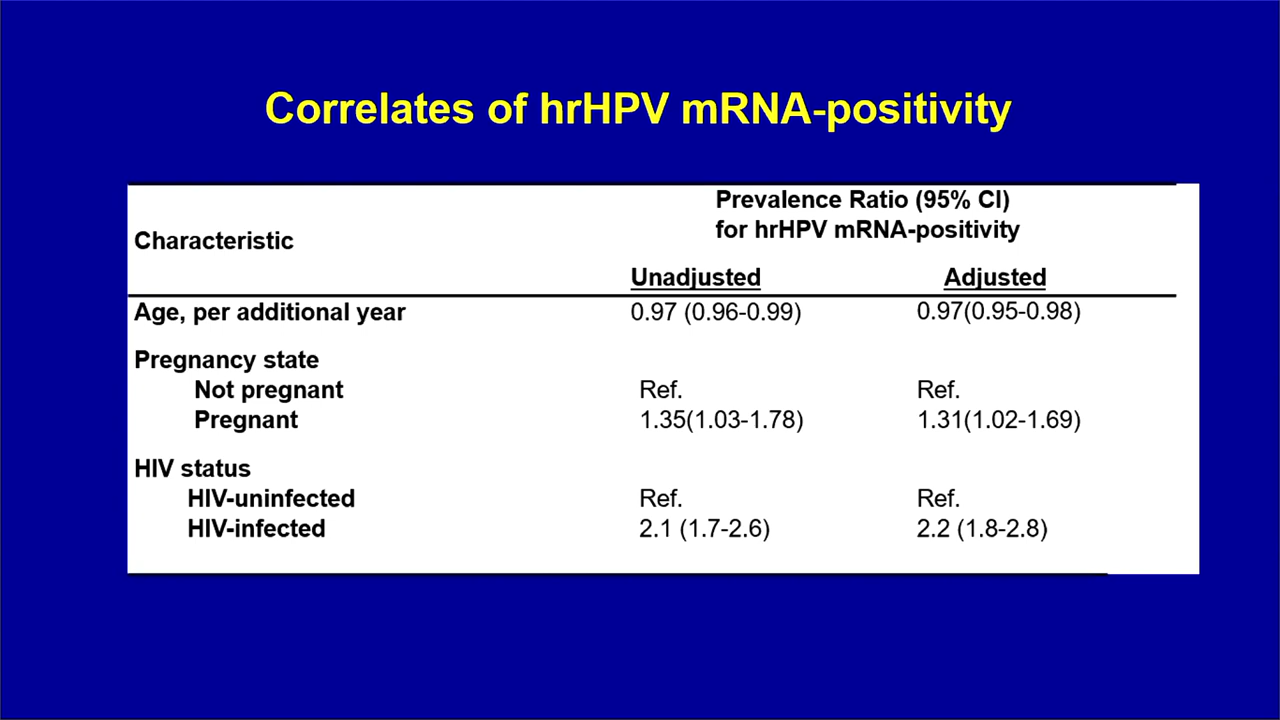 Correlates of hrHPV mRNA-positivity
Characteristic
Prevalence Ratio (95% CI)
for hrHPV mRNA-positivity
Unadjusted Adjusted
Age, per additional year 0.97 (0.96-0.99) 0.97(0.95-0.98)
Pregnancy state
Not pregnant Ref. Ref.
Pregnant 1.35(1.03-1.78) 1.31(1.02-1.69)
HIV status
HIV-uninfected Ref. Ref.
HIV-infected 2.1 (1.7-2.6) 2.2 (1.8-2.8)